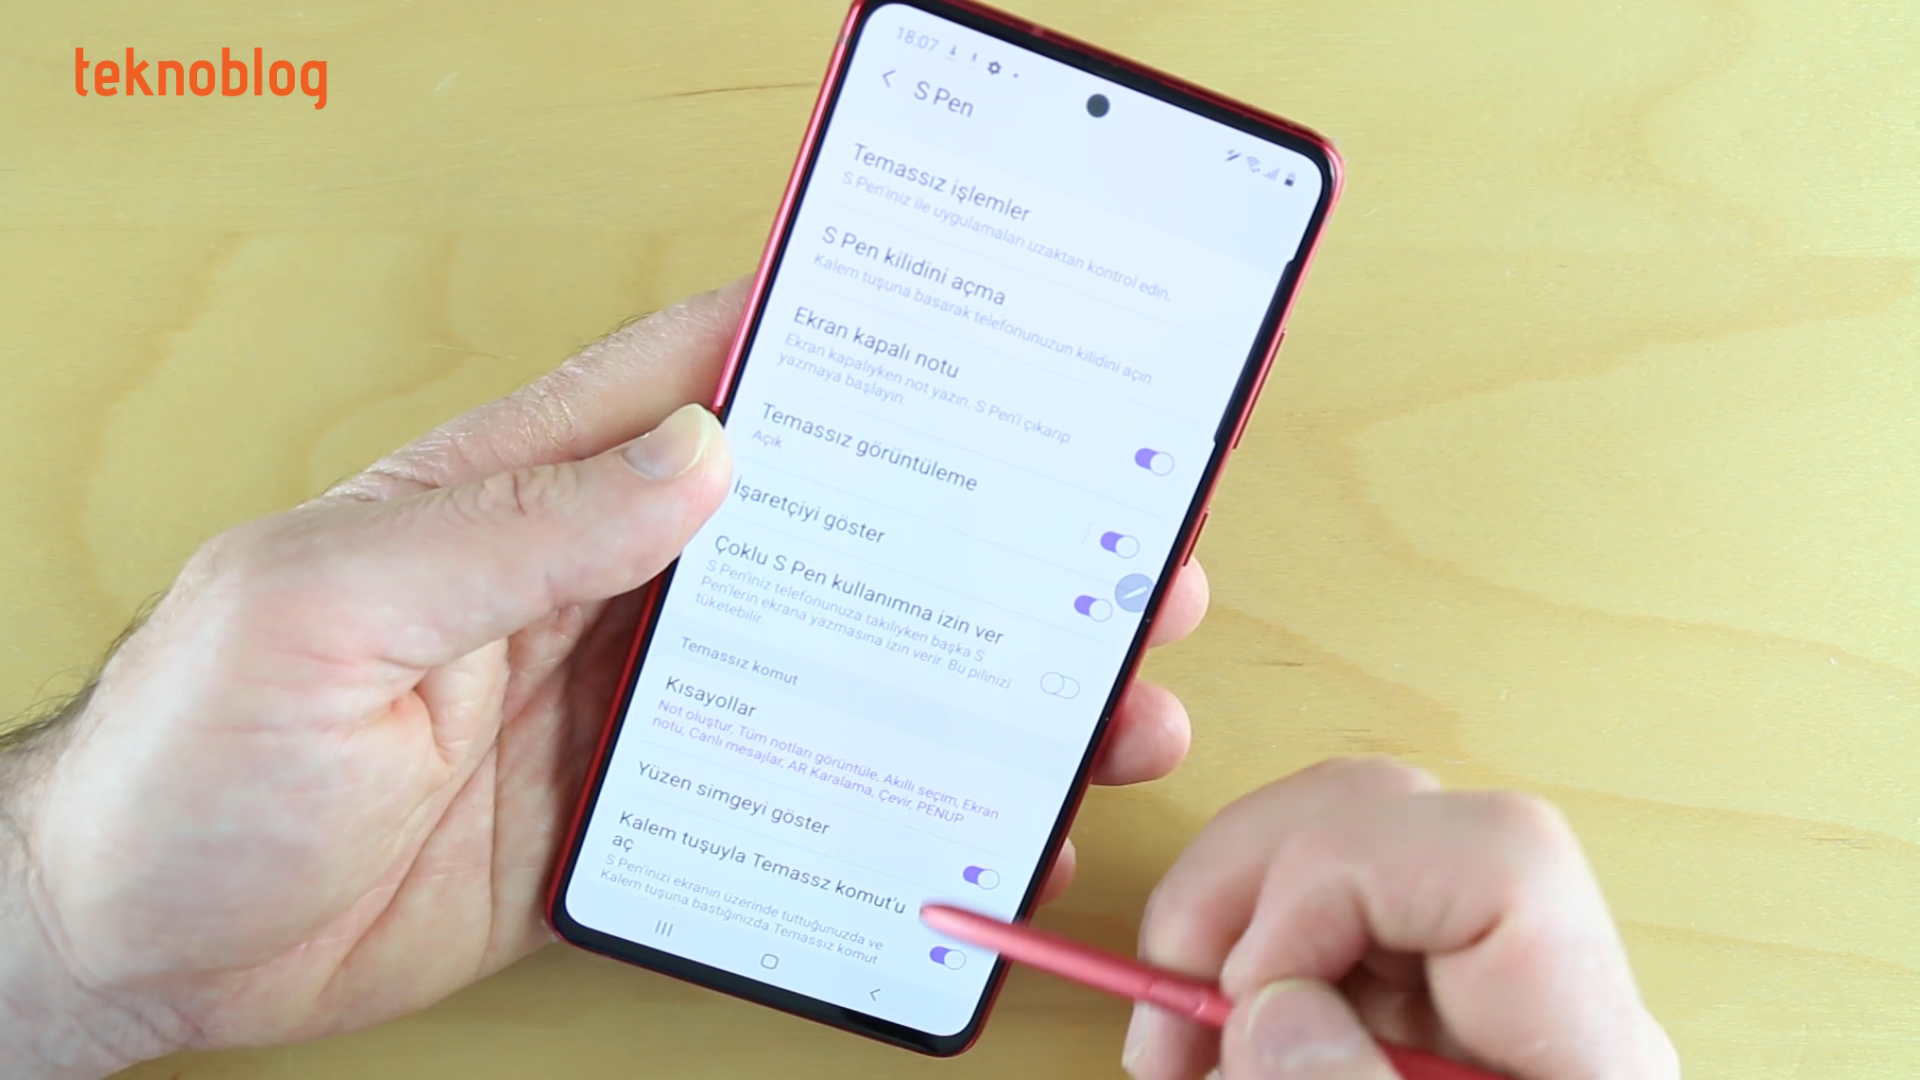 teknoblog
18:07
S Pen
Temassız işlemler
S Pen'iniz ile uygulamaları uzaktan kontrol edin.
S Pen kilidini açma
Kalem tuşuna basarak telefonunuzun kilidini açın.
Ekran kapalı notu
Ekran kapalıyken not yazın. S Pen'i çıkarıp
yazmaya başlayın.
Temassız görüntüleme
Açık
İşaretçiyi göster
Çoklu S Pen kullanımına izin ver
S Pen'iniz telefonunuza takılıyken başka S
Pen'lerin ekrana yazmasına izin verir. Bu pilinizi
tüketebilir.
Temassız komut
Kısayollar
Not oluştur, Tüm notları görüntüle, Akıllı seçim, Ekran
notu, Canlı mesajlar, AR Karalama, Çevir, PENUP
Yüzen simgeyi göster
Kalem tuşuyla Temassz komut'u
aç
S Pen'inizi ekranın üzerinde tuttuğunuzda ve
Kalem tuşuna bastığınızda Temassız komut